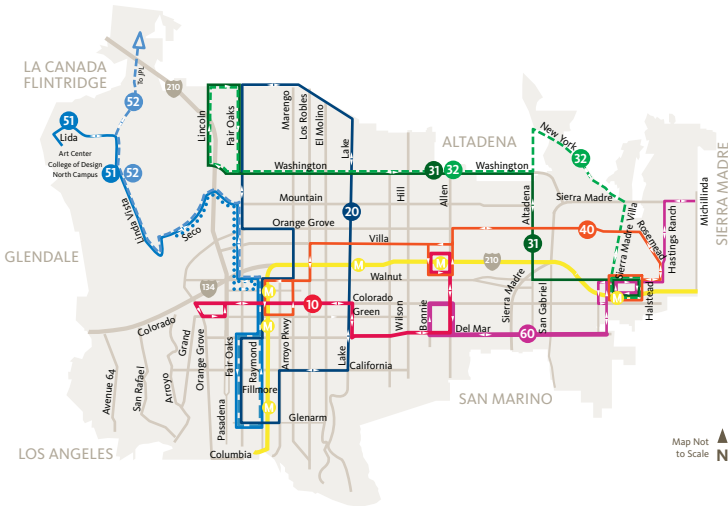 To JPL
LA CANADA
FLINTRIDGE
52
210
51
Lida
Art Center
College of Design
North Campus
51
52
Lincoln
Fair Oaks
Marengo
Los Robles
El Molino
Lake
ALTADENA
New York
32
Washington
31
32
Washington
Mountain
Hill
Allen
Altadena
Sierra Madre
Sierra Madre Villa
Rosemead
Hastings Ranch
Michillinda
SIERRA MADRE
Linda Vista
Seco
Orange Grove
20
Villa
31
40
GLENDALE
134
M
M
210
Walnut
Colorado
Green
10
M
Colorado
Grand
Orange Grove
Fair Oaks
Raymond
Arroyo Pkwy
Lake
Wilson
Bonnie
Del Mar
60
Sierra Madre
San Gabriel
M
M
Halstead
California
Avenue 64
San Rafael
Arroyo
Pasadena
Fillmore
M
Glenarm
Columbia
SAN MARINO
LOS ANGELES
Map Not
to Scale
N